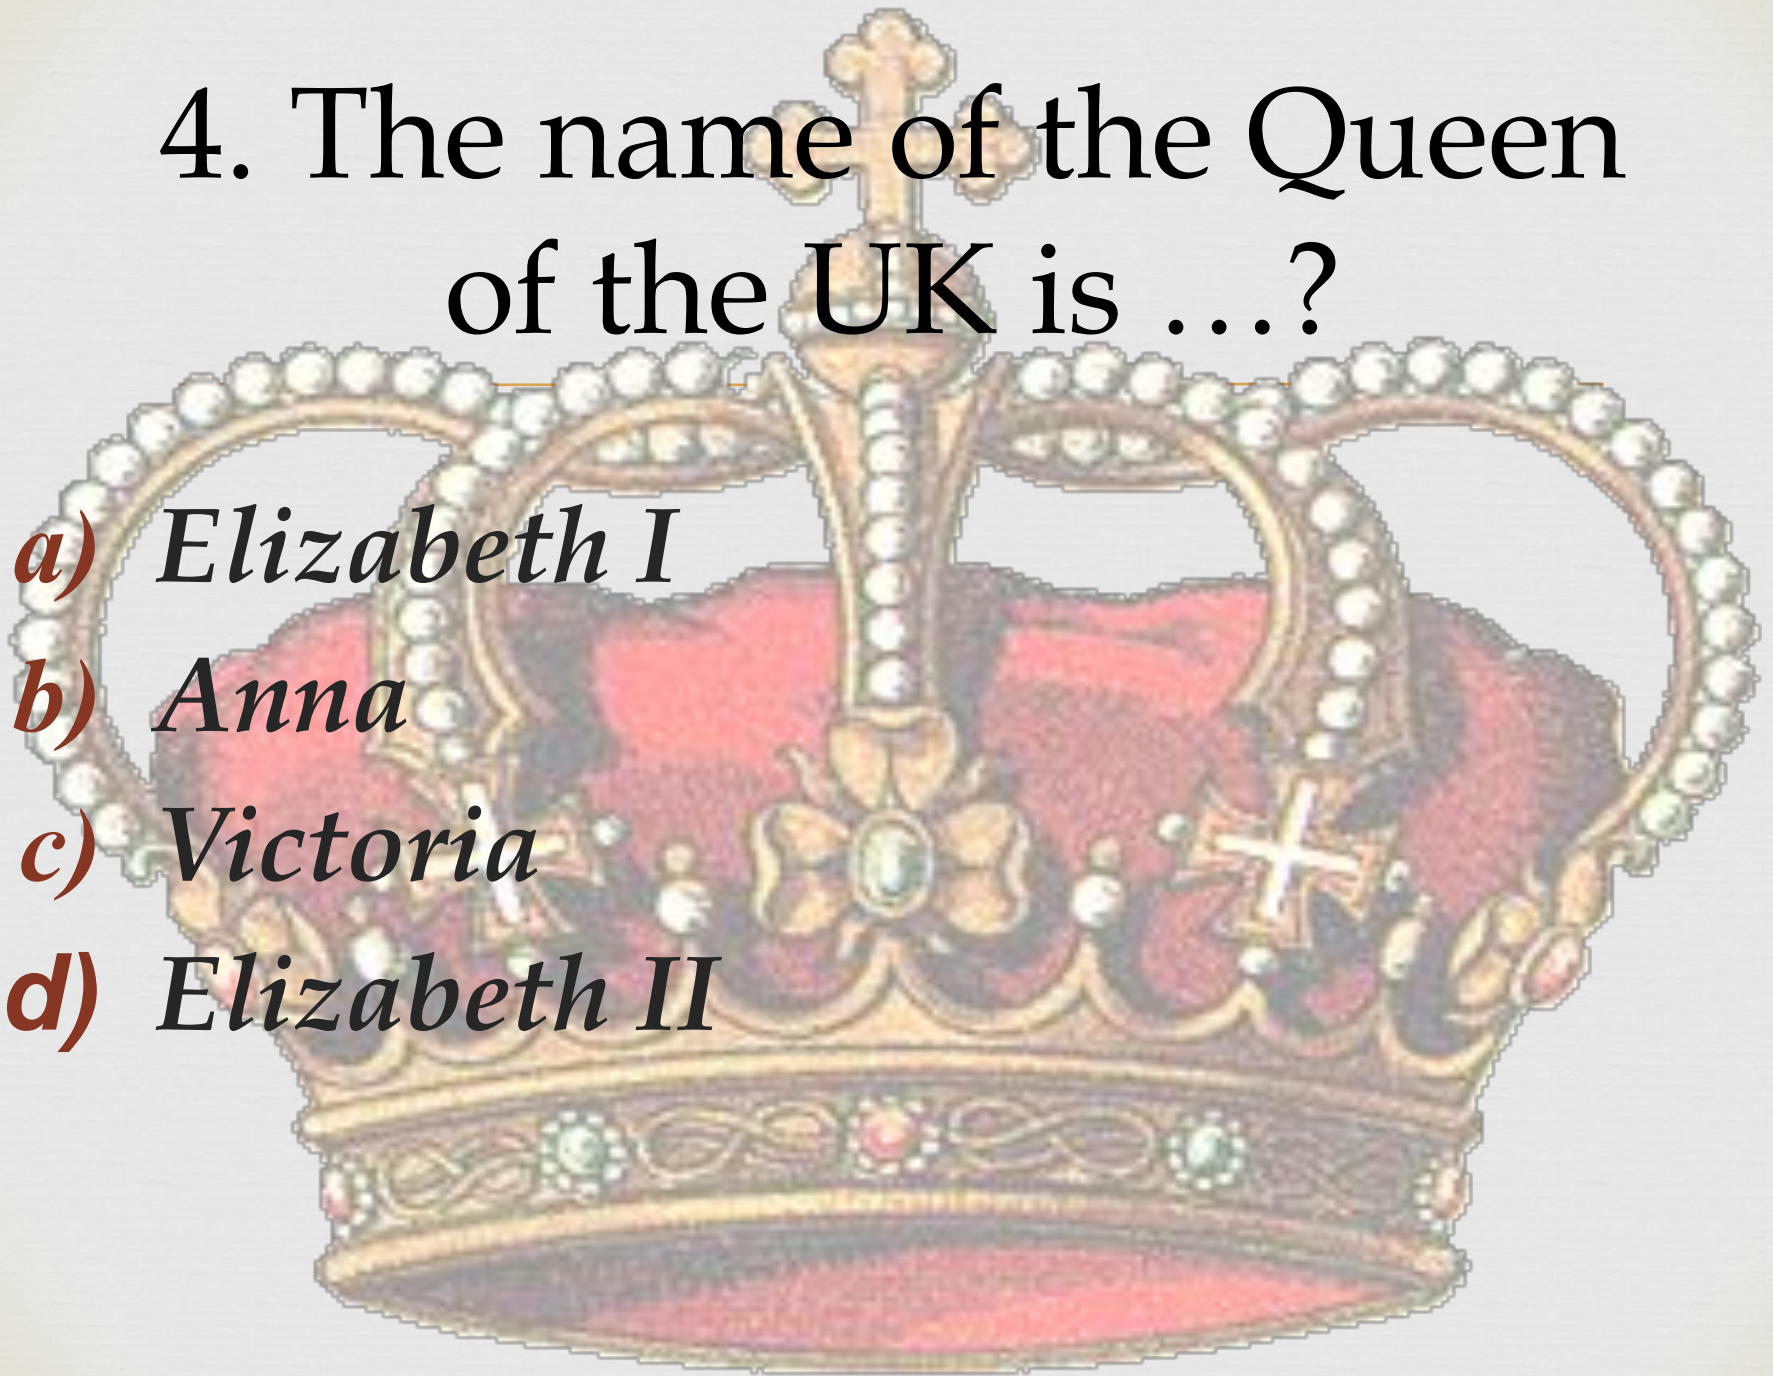 4. The name of the Queen
of the UK is …?
a) Elizabeth I
b) Anna
c) Victoria
d) Elizabeth II